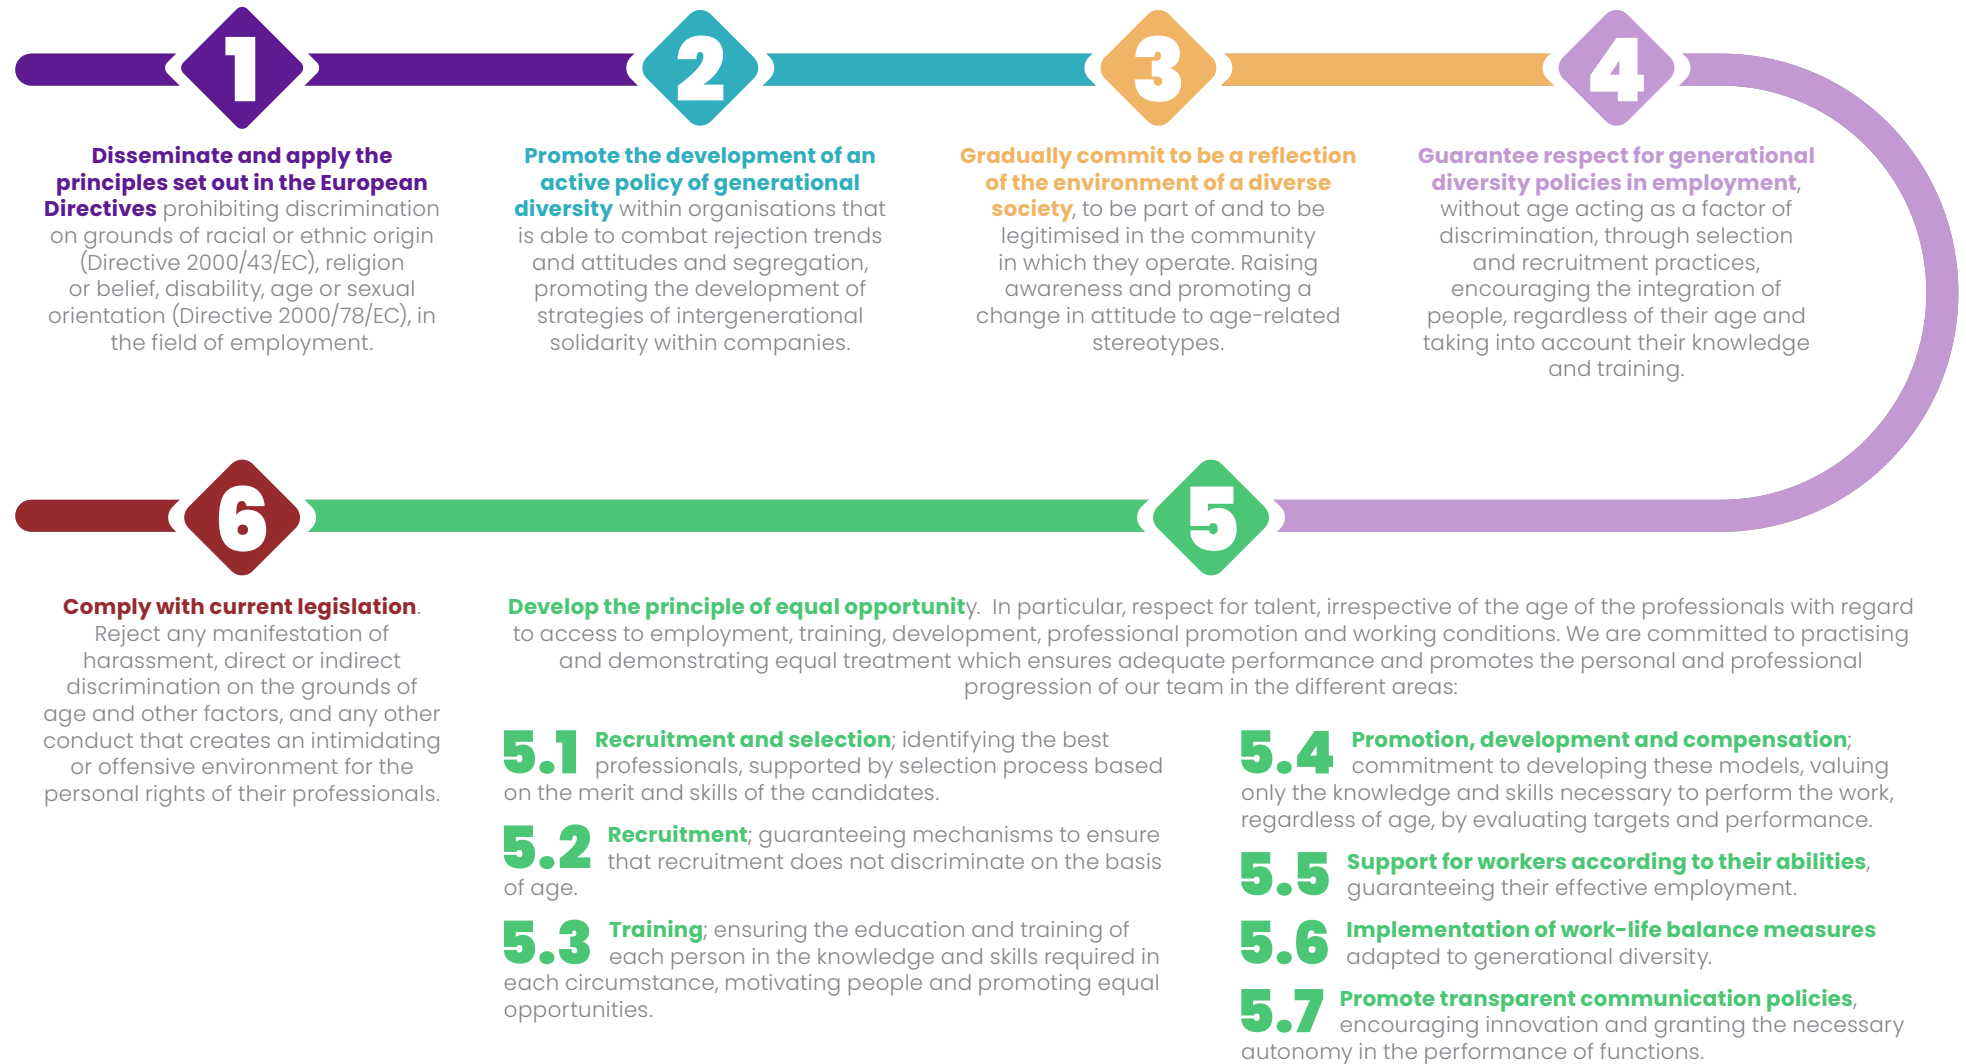 1
Disseminate and apply the
principles set out in the European
Directives prohibiting discrimination
on grounds of racial or ethnic origin
(Directive 2000/43/EC), religion
or belief, disability, age or sexual
orientation (Directive 2000/78/EC), in
the field of employment.
2
Promote the development of an
active policy of generational
diversity within organisations that
is able to combat rejection trends
and attitudes and segregation,
promoting the development of
strategies of intergenerational
solidarity within companies.
3
Gradually commit to be a reflection
of the environment of a diverse
society, to be part of and to be
legitimised in the community
in which they operate. Raising
awareness and promoting a
change in attitude to age-related
stereotypes.
4
Guarantee respect for generational
diversity policies in employment,
without age acting as a factor of
discrimination, through selection
and recruitment practices,
encouraging the integration of
people, regardless of their age and
taking into account their knowledge
and training.
5
Develop the principle of equal opportunity. In particular, respect for talent, irrespective of the age of the professionals with regard
to access to employment, training, development, professional promotion and working conditions. We are committed to practising
and demonstrating equal treatment which ensures adequate performance and promotes the personal and professional
progression of our team in the different areas:
5.1 Recruitment and selection; identifying the best
professionals, supported by selection process based
on the merit and skills of the candidates.
5.2 Recruitment; guaranteeing mechanisms to ensure
that recruitment does not discriminate on the basis
of age.
5.3 Training; ensuring the education and training of
each person in the knowledge and skills required in
each circumstance, motivating people and promoting equal
opportunities.
5.4 Promotion, development and compensation;
commitment to developing these models, valuing
only the knowledge and skills necessary to perform the work,
regardless of age, by evaluating targets and performance.
5.5 Support for workers according to their abilities,
guaranteeing their effective employment.
5.6 Implementation of work-life balance measures
adapted to generational diversity.
5.7 Promote transparent communication policies,
encouraging innovation and granting the necessary
autonomy in the performance of functions.
6
Comply with current legislation.
Reject any manifestation of
harassment, direct or indirect
discrimination on the grounds of
age and other factors, and any other
conduct that creates an intimidating
or offensive environment for the
personal rights of their professionals.